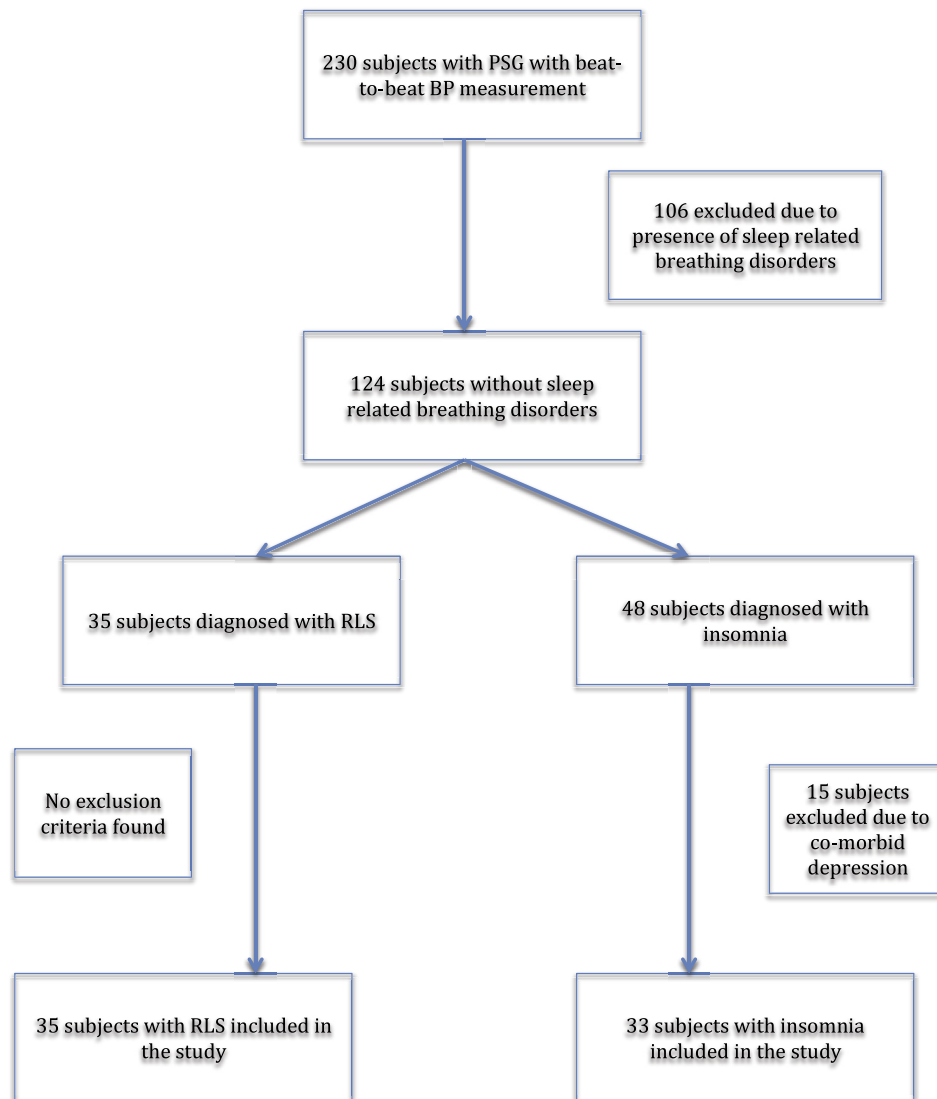 230 subjects with PSG with beat-
to-beat BP measurement
106 excluded due to
presence of sleep related
breathing disorders
124 subjects without sleep
related breathing disorders
35 subjects diagnosed with RLS
48 subjects diagnosed with
insomnia
No exclusion
criteria found
15 subjects
excluded due to
co-morbid
depression
35 subjects with RLS included in
the study
33 subjects with insomnia
included in the study